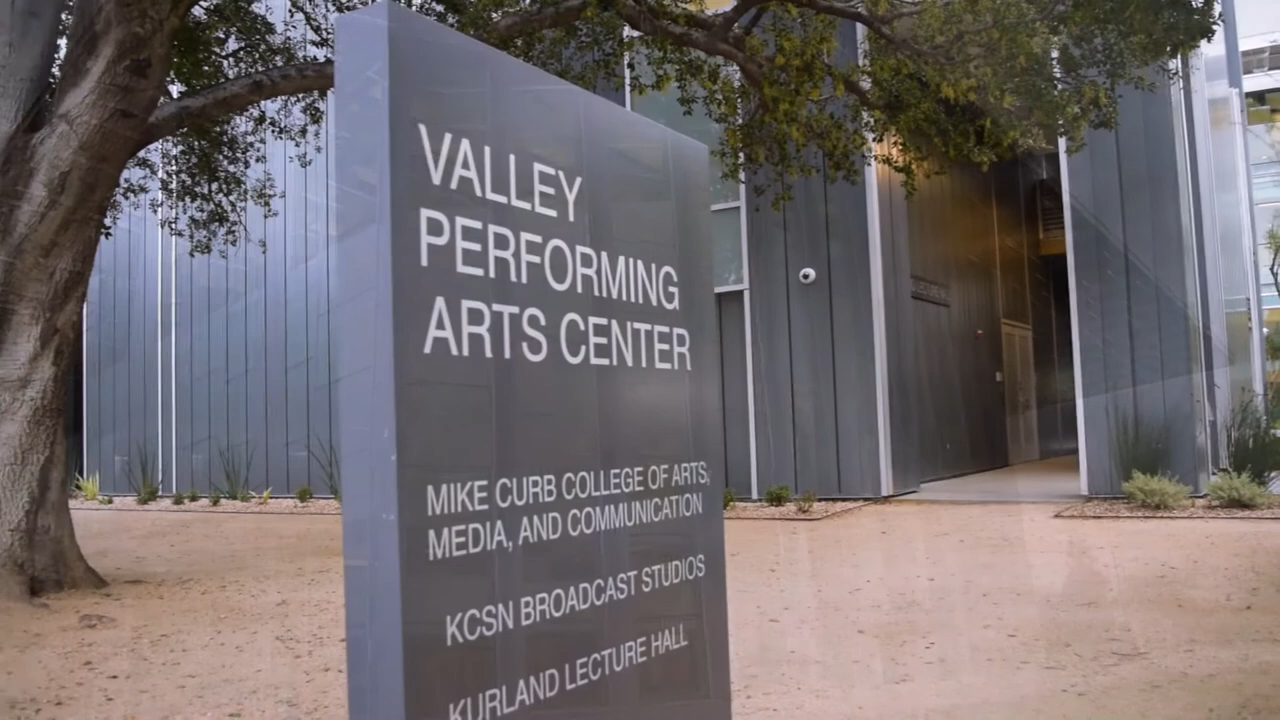 VALLEY
PERFORMING
ARTS CENTER
MIKE CURB COLLEGE OF ARTS,
MEDIA, AND COMMUNICATION
KCSN BROADCAST STUDIOS
KURLAND LECTURE HALL